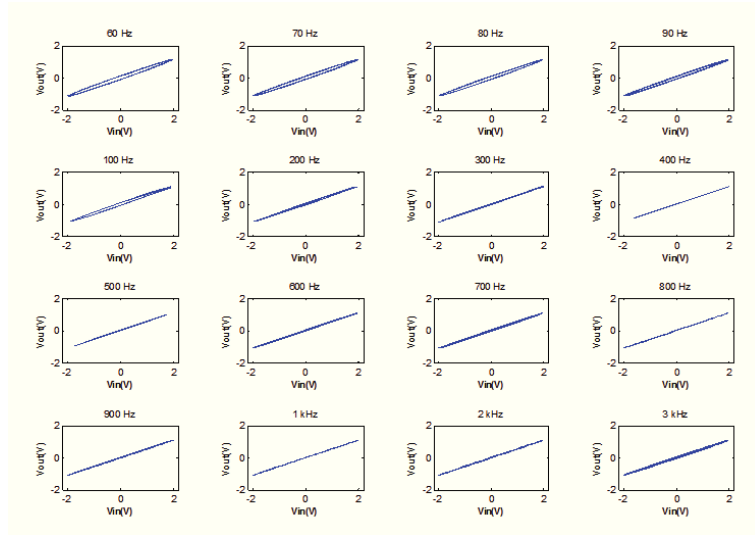 60 Hz 70 Hz 80 Hz 90 Hz
2 2 2 2
Vout(V) 0 Vout(V) 0 Vout(V) 0 Vout(V) 0
-2 -2 -2 -2
-2 0 2 -2 0 2 -2 0 2 -2 0 2
Vin(V) Vin(V) Vin(V) Vin(V)
100 Hz 200 Hz 300 Hz 400 Hz
2 2 2 2
Vout(V) 0 Vout(V) 0 Vout(V) 0 Vout(V) 0
-2 -2 -2 -2
-2 0 2 -2 0 2 -2 0 2 -2 0 2
Vin(V) Vin(V) Vin(V) Vin(V)
500 Hz 600 Hz 700 Hz 800 Hz
2 2 2 2
Vout(V) 0 Vout(V) 0 Vout(V) 0 Vout(V) 0
-2 -2 -2 -2
-2 0 2 -2 0 2 -2 0 2 -2 0 2
Vin(V) Vin(V) Vin(V) Vin(V)
900 Hz 1 kHz 2 kHz 3 kHz
2 2 2 2
Vout(V) 0 Vout(V) 0 Vout(V) 0 Vout(V) 0
-2 -2 -2 -2
-2 0 2 -2 0 2 -2 0 2 -2 0 2
Vin(V) Vin(V) Vin(V) Vin(V)